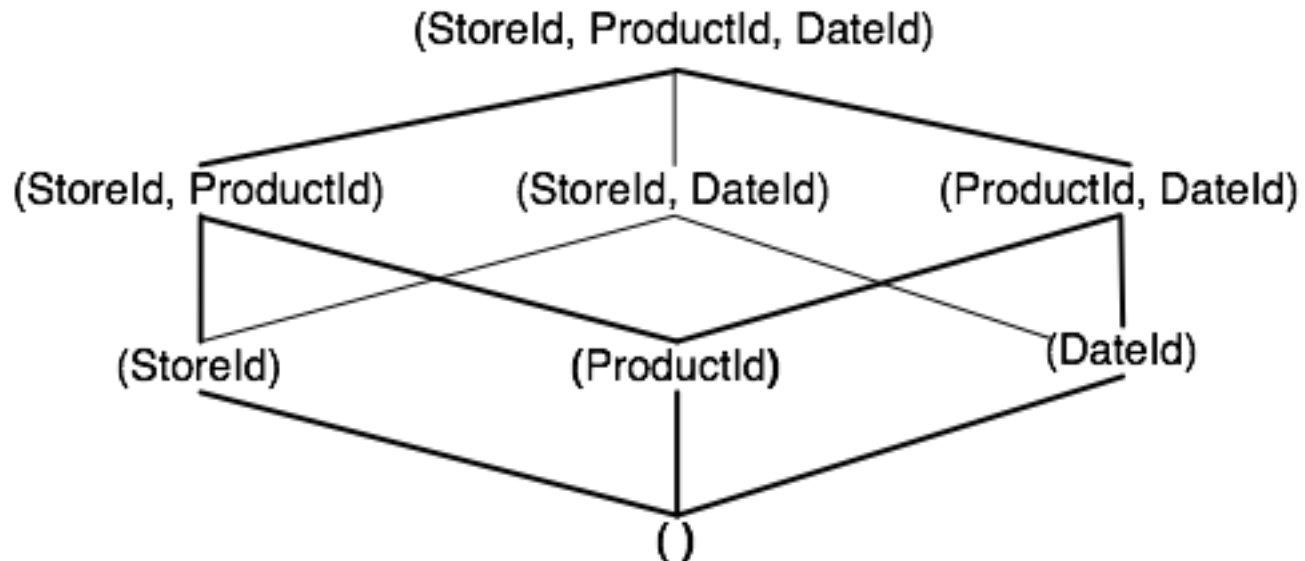 (StoreId, ProductId, DateId)
(StoreId, ProductId)
(StoreId, DateId)
(ProductId, DateId)
(StoreId)
(ProductId)
(DateId)
( )